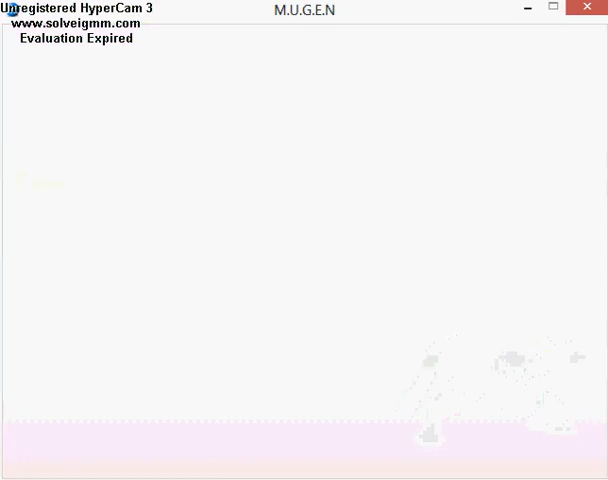 Unregistered HyperCam 3
M.U.G.E.N
www.solveigmm.com
Evaluation Expired